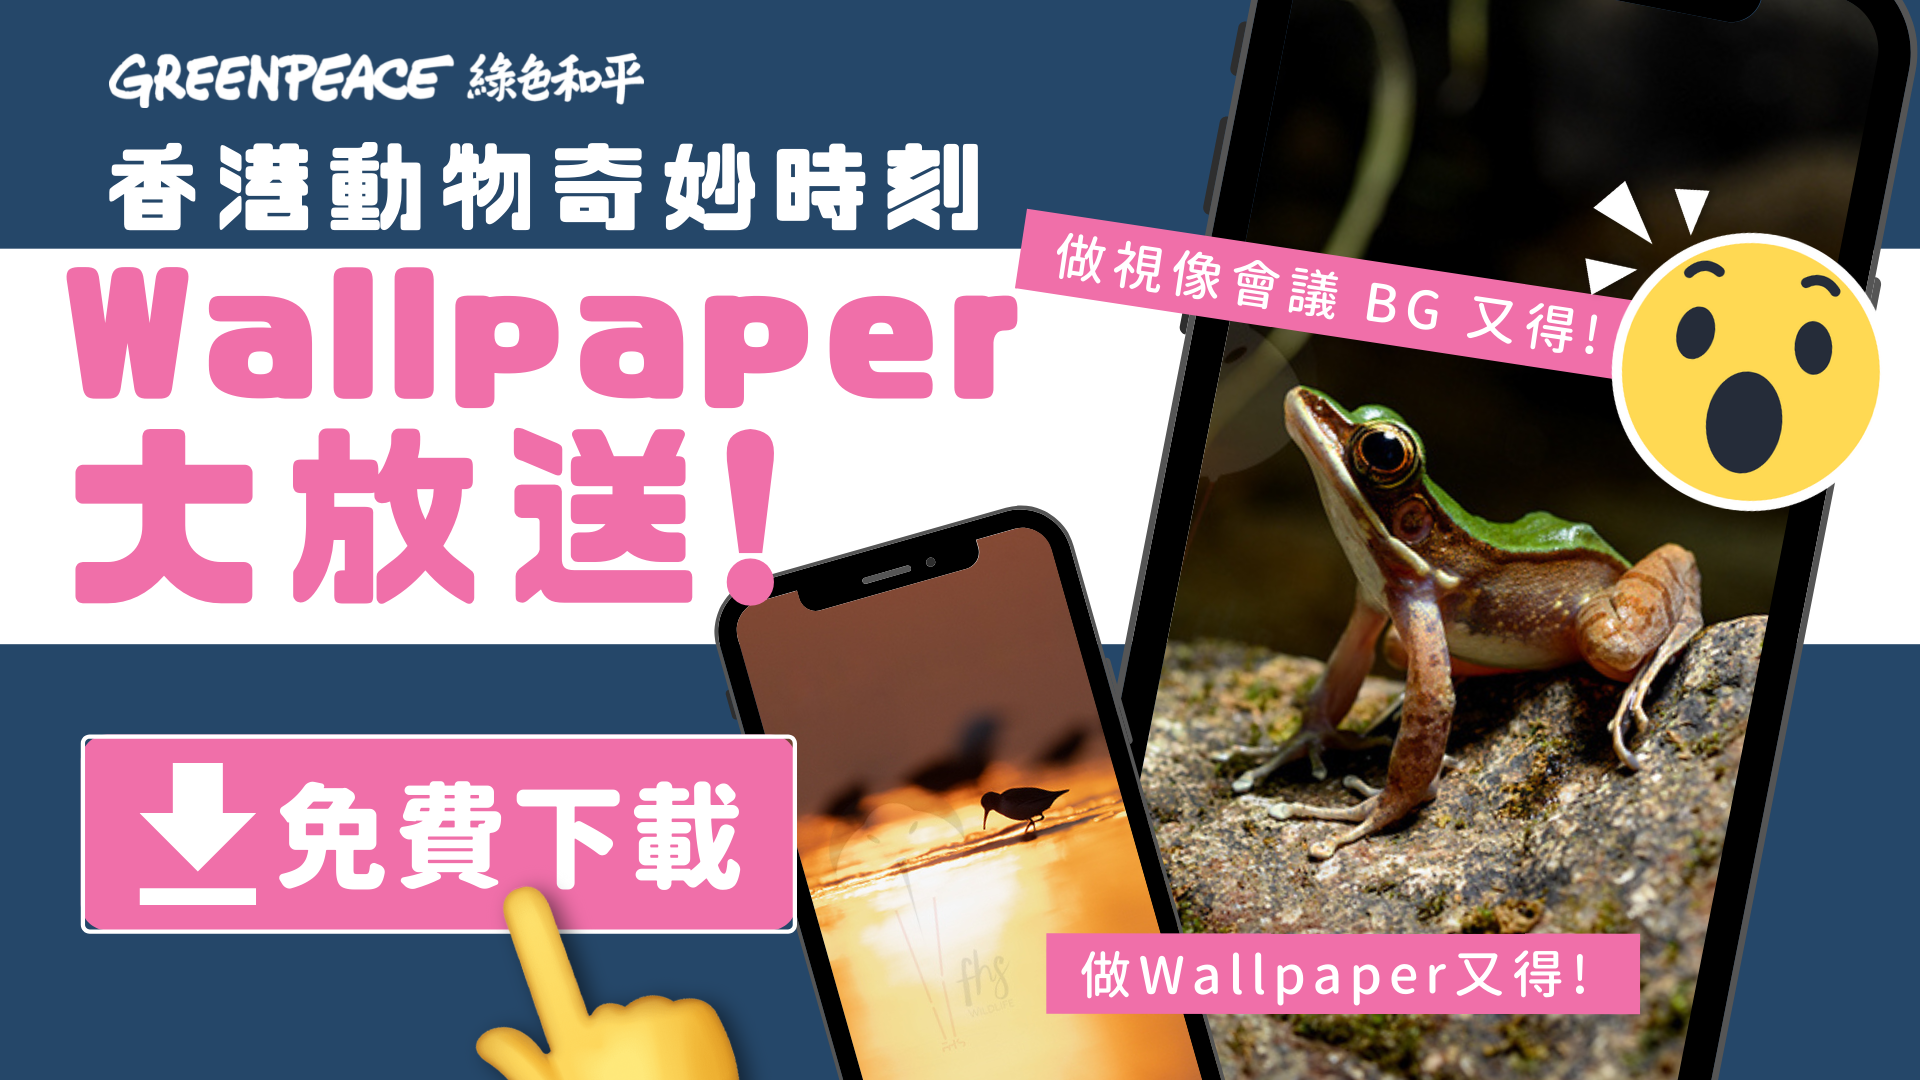 GREENPEACE 綠色和平
香港動物奇妙時刻
Wallpaper
大放送!
做視像會議 BG 又得!
免費下載
做Wallpaper又得!
fhs
WILDLIFE